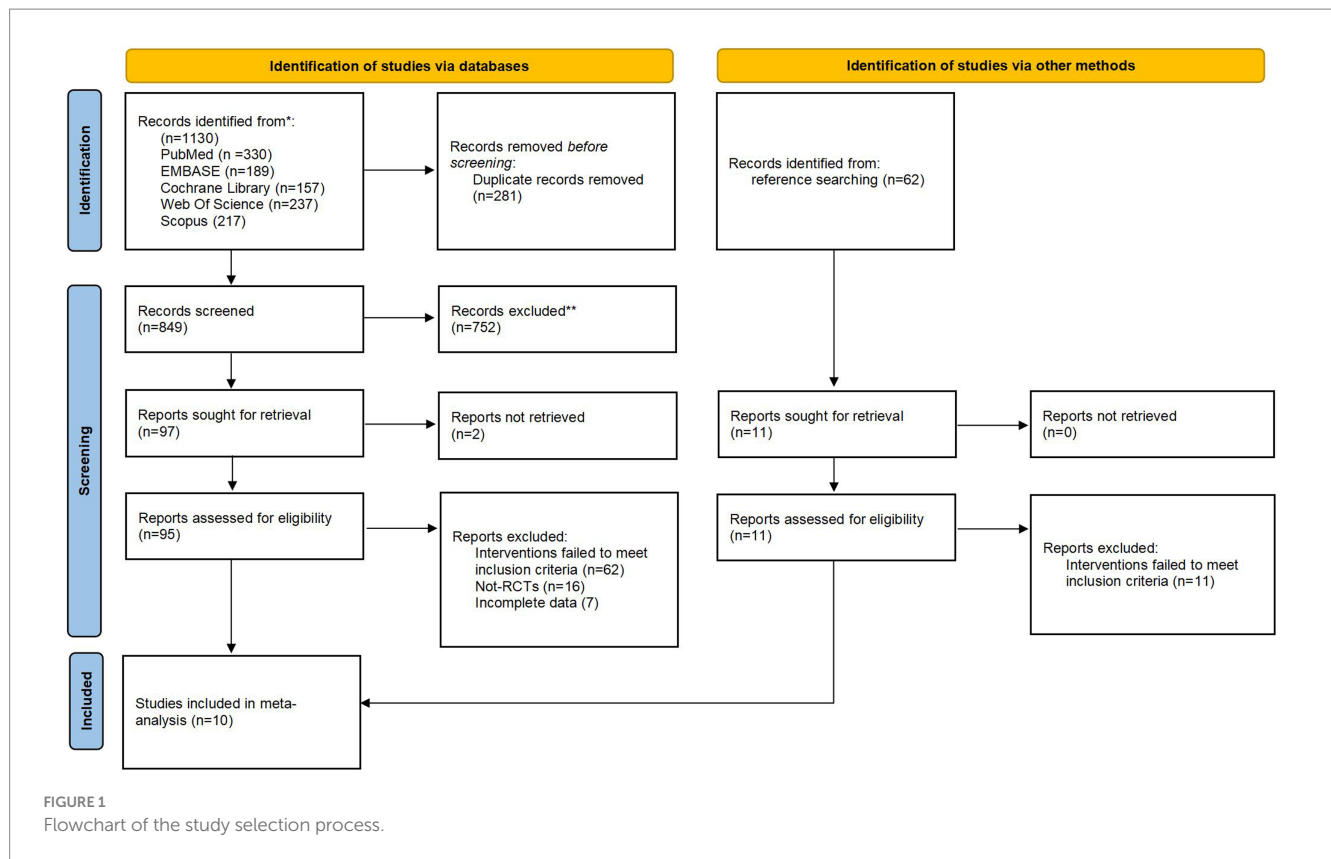 Identification of studies via databases
Identification of studies via other methods
Identification
Records identified from*:
(n=1130)
PubMed (n =330)
EMBASE (n=189)
Cochrane Library (n=157)
Web Of Science (n=237)
Scopus (217)
Records removed before
screening:
Duplicate records removed
(n=281)
Records identified from:
reference searching (n=62)
Screening
Records screened
(n=849)
Records excluded**
(n=752)
Reports sought for retrieval
(n=97)
Reports not retrieved
(n=2)
Reports sought for retrieval
(n=11)
Reports not retrieved
(n=0)
Reports assessed for eligibility
(n=95)
Reports excluded:
Interventions failed to meet
inclusion criteria (n=62)
Not-RCTs (n=16)
Incomplete data (7)
Reports assessed for eligibility
(n=11)
Reports excluded:
Interventions failed to meet
inclusion criteria (n=11)
Included
Studies included in meta-
analysis (n=10)
FIGURE 1
Flowchart of the study selection process.